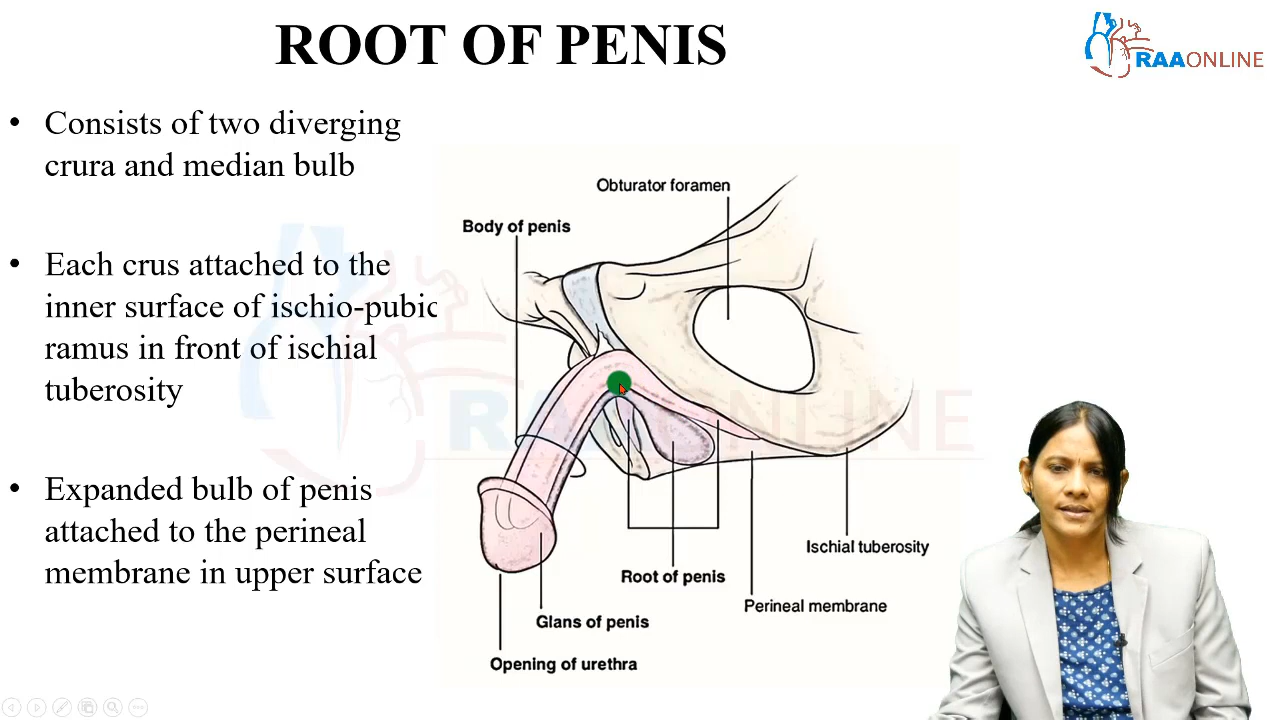 ROOT OF PENIS
RAAONLINE
• Consists of two diverging
crura and median bulb
• Each crus attached to the
inner surface of ischio-pubic
ramus in front of ischial
tuberosity
• Expanded bulb of penis
attached to the perineal
membrane in upper surface
Obturator foramen
Body of penis
Ischial tuberosity
Root of penis
Perineal membrane
Glans of penis
Opening of urethra
RAAONLINE